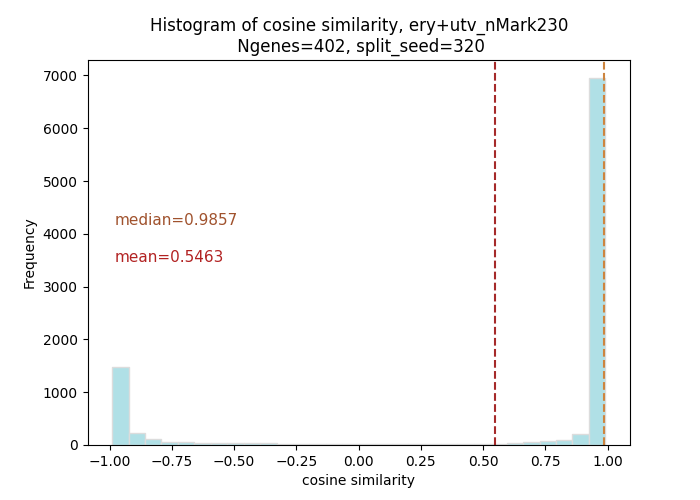 Histogram of cosine similarity, ery+utv_nMark230
Ngenes=402, split_seed=320
7000
6000
5000
4000
3000
2000
1000
0
Frequency
median=0.9857
mean=0.5463
−1.00 −0.75 −0.50 −0.25 0.00 0.25 0.50 0.75 1.00
cosine similarity